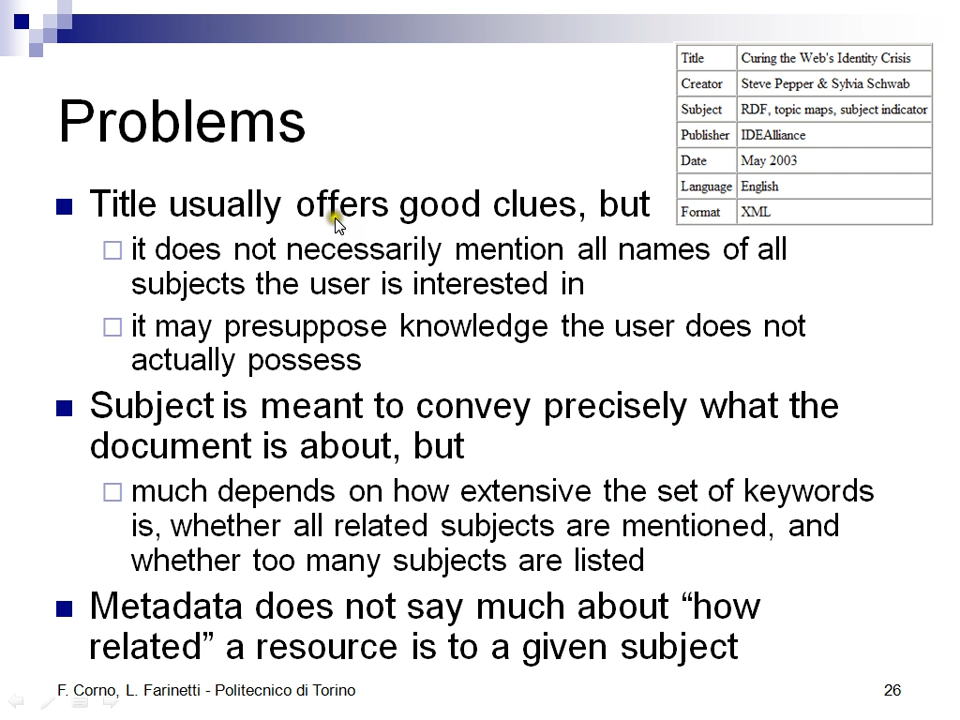 Title Curing the Web's Identity Crisis
Creator Steve Pepper & Sylvia Schwab
Subject RDF, topic maps, subject indicator
Publisher IDEAlliance
Date May 2003
Language English
Format XML
Problems
Title usually offers good clues, but
it does not necessarily mention all names of all
subjects the user is interested in
it may presuppose knowledge the user does not
actually possess
Subject is meant to convey precisely what the
document is about, but
much depends on how extensive the set of keywords
is, whether all related subjects are mentioned, and
whether too many subjects are listed
Metadata does not say much about “how
related” a resource is to a given subject
F. Corno, L. Farinetti - Politecnico di Torino
26